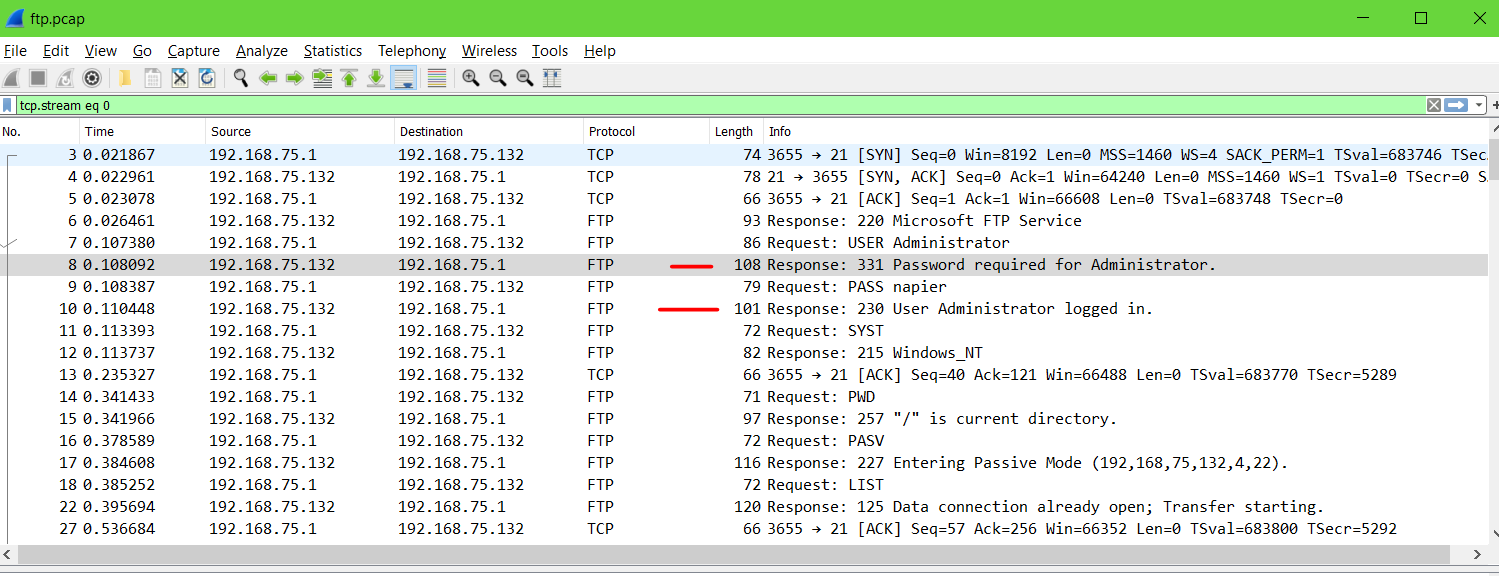 ftp.pcap
File Edit View Go Capture Analyze Statistics Telephony Wireless Tools Help
tcp.stream eq 0
No. Time Source Destination Protocol Length Info
3 0.021867 192.168.75.1 192.168.75.132 TCP 74 3655 → 21 [SYN] Seq=0 Win=8192 Len=0 MSS=1460 WS=4 SACK_PERM=1 TSval=683746 TSec
4 0.022961 192.168.75.132 192.168.75.1 TCP 78 21 → 3655 [SYN, ACK] Seq=0 Ack=1 Win=64240 Len=0 MSS=1460 WS=1 TSval=0 TSecr=0 S
5 0.023078 192.168.75.1 192.168.75.132 TCP 66 3655 → 21 [ACK] Seq=1 Ack=1 Win=66608 Len=0 TSval=683748 TSecr=0
6 0.026461 192.168.75.132 192.168.75.1 FTP 93 Response: 220 Microsoft FTP Service
7 0.107380 192.168.75.1 192.168.75.132 FTP 86 Request: USER Administrator
8 0.108092 192.168.75.132 192.168.75.1 FTP 108 Response: 331 Password required for Administrator.
9 0.108387 192.168.75.1 192.168.75.132 FTP 79 Request: PASS napier
10 0.110448 192.168.75.132 192.168.75.1 FTP 101 Response: 230 User Administrator logged in.
11 0.113393 192.168.75.1 192.168.75.132 FTP 72 Request: SYST
12 0.113737 192.168.75.132 192.168.75.1 FTP 82 Response: 215 Windows_NT
13 0.235327 192.168.75.1 192.168.75.132 TCP 66 3655 → 21 [ACK] Seq=40 Ack=121 Win=66488 Len=0 TSval=683770 TSecr=5289
14 0.341433 192.168.75.1 192.168.75.132 FTP 71 Request: PWD
15 0.341966 192.168.75.132 192.168.75.1 FTP 97 Response: 257 "/" is current directory.
16 0.378589 192.168.75.1 192.168.75.132 FTP 72 Request: PASV
17 0.384608 192.168.75.132 192.168.75.1 FTP 116 Response: 227 Entering Passive Mode (192,168,75,132,4,22).
18 0.385252 192.168.75.1 192.168.75.132 FTP 72 Request: LIST
22 0.395694 192.168.75.132 192.168.75.1 FTP 120 Response: 125 Data connection already open; Transfer starting.
27 0.536684 192.168.75.1 192.168.75.132 TCP 66 3655 → 21 [ACK] Seq=57 Ack=256 Win=66352 Len=0 TSval=683800 TSecr=5292